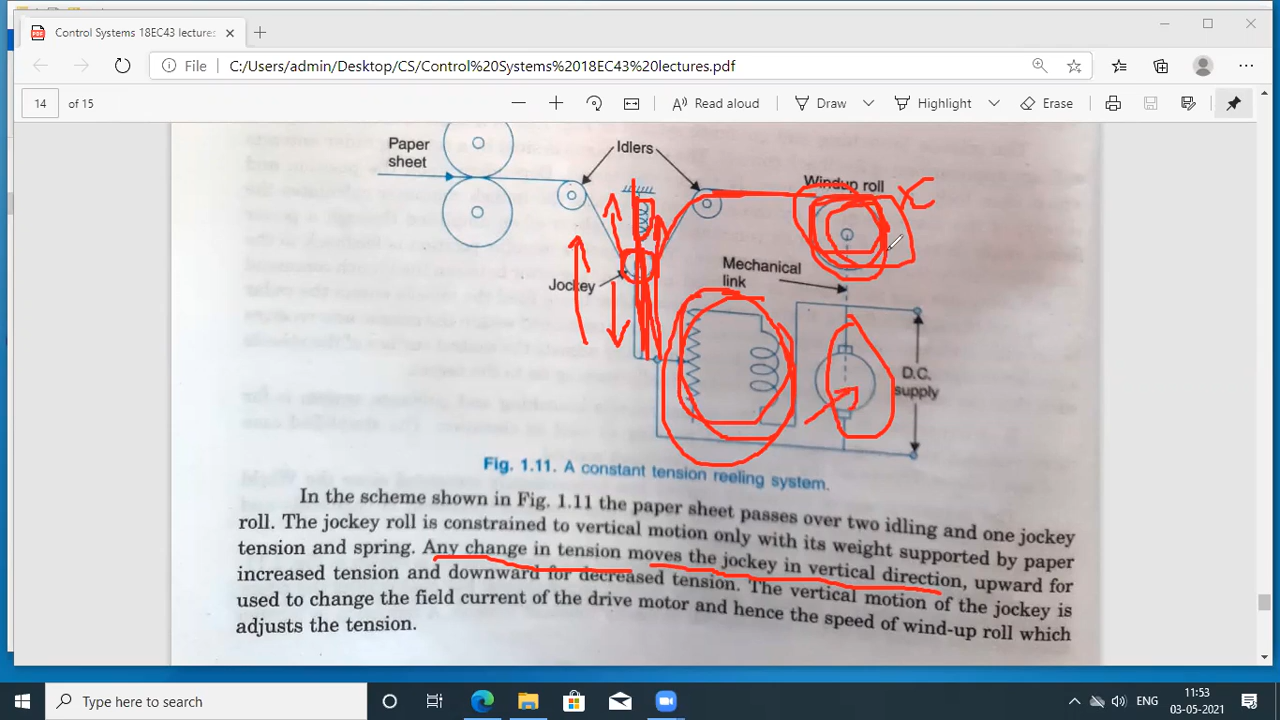 Control Systems 18EC43 lectures
File
C:/Users/admin/Desktop/CS/Control%20Systems%2018EC43%20lectures.pdf
14 of 15
Read aloud
Draw
Highlight
Erase
Paper
sheet
Idlers
Windup roll
Jockey
Mechanical
link
D.C.
supply
Fig. 1.11. A constant tension reeling system.
In the scheme shown in Fig. 1.11 the paper sheet passes over two idling and one jockey
roll. The jockey roll is constrained to vertical motion only with its weight supported by paper
tension and spring. Any change in tension moves the jockey in vertical direction, upward for
increased tension and downward for decreased tension. The vertical motion of the jockey is
used to change the field current of the drive motor and hence the speed of wind-up roll which
adjusts the tension.
Type here to search
ENG
11:53
03-05-2021